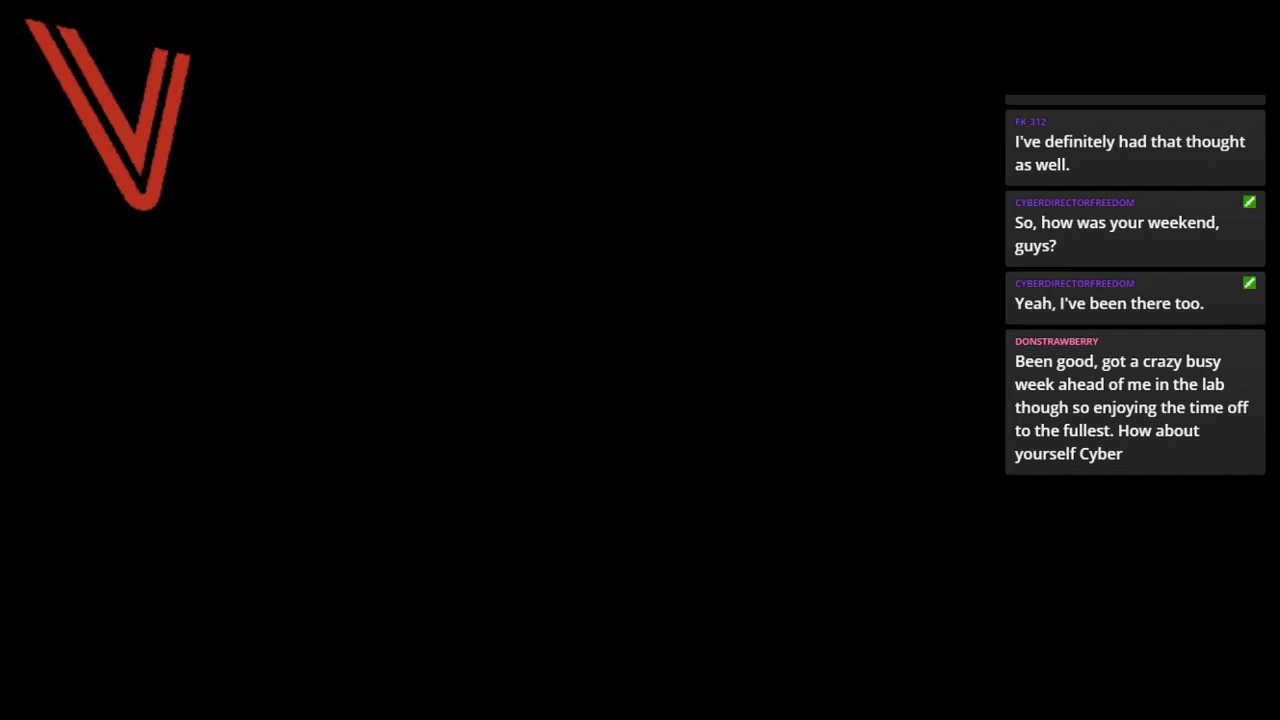 V
FK_312
I've definitely had that thought
as well.
CYBERDIRECTORFREEDOM
So, how was your weekend,
guys?
CYBERDIRECTORFREEDOM
Yeah, I've been there too.
DONSTRAWBERRY
Been good, got a crazy busy
week ahead of me in the lab
though so enjoying the time off
to the fullest. How about
yourself Cyber